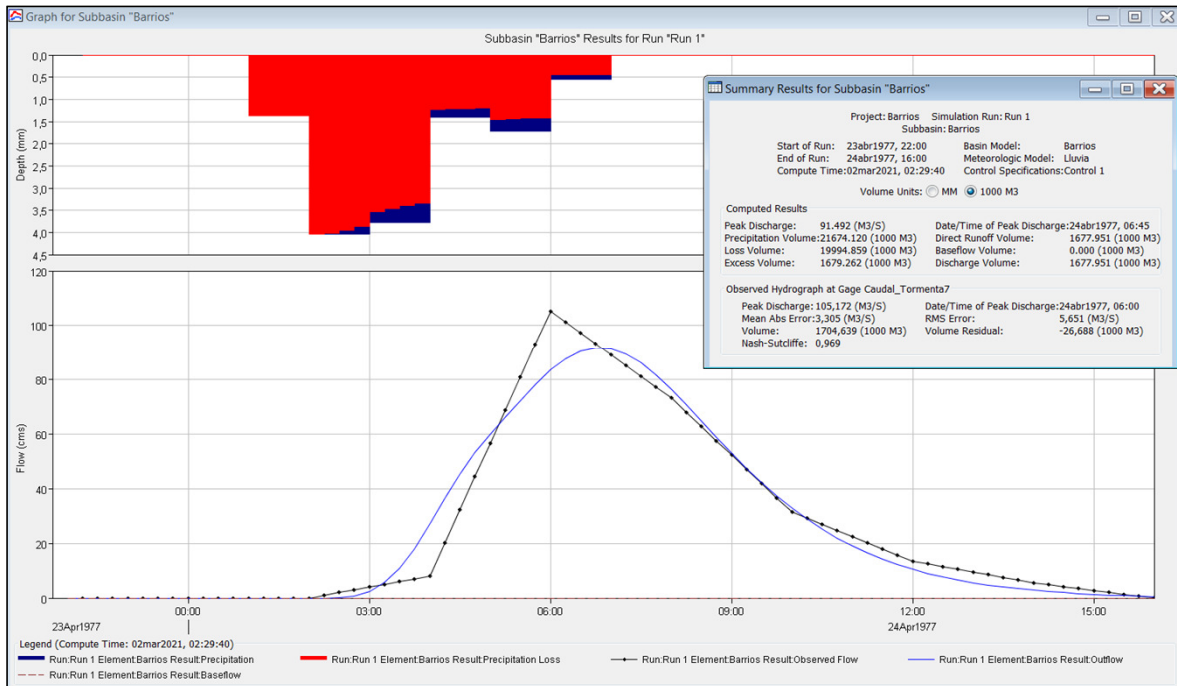 Graph for Subbasin "Barrios"
Subbasin "Barrios" Results for Run "Run 1"
0,0
0,5
1,0
1,5
2,0
2,5
3,0
3,5
4,0
4,5
Depth (mm)
Summary Results for Subbasin "Barrios"
Project: Barrios Simulation Run: Run 1
Subbasin: Barrios
Start of Run: 23abr1977, 22:00 Basin Model: Barrios
End of Run: 24abr1977, 16:00 Meteorologic Model: Lluvia
Compute Time:02mar2021, 02:29:40 Control Specifications:Control 1
Volume Units: MM 1000 M3
Computed Results
Peak Discharge: 91.492 (M3/S) Date/Time of Peak Discharge:24abr1977, 06:45
Precipitation Volume:21674.120 (1000 M3) Direct Runoff Volume: 1677.951 (1000 M3)
Loss Volume: 19994.859 (1000 M3) Baseflow Volume: 0.000 (1000 M3)
Excess Volume: 1679.262 (1000 M3) Discharge Volume: 1677.951 (1000 M3)
Observed Hydrograph at Gage Caudal_Tormenta7
Peak Discharge:105,172 (M3/S) Date/Time of Peak Discharge:24abr1977, 06:00
Mean Abs Error:3,305 (M3/S) RMS Error: 5,651 (M3/S)
Volume: 1704,639 (1000 M3) Volume Residual: -26,688 (1000 M3)
Nash-Sutcliffe: 0,969
120
100
80
60
40
20
0
Flow (cms)
00:00 03:00 06:00 09:00 12:00 15:00
23Apr1977 24Apr1977
Legend (Compute Time: 02mar2021, 02:29:40)
Run:Run 1 Element:Barrios Result:Precipitation Run:Run 1 Element:Barrios Result:Precipitation Loss Run:Run 1 Element:Barrios Result:Observed Flow Run:Run 1 Element:Barrios Result:Outflow
Run:Run 1 Element:Barrios Result:Baseflow